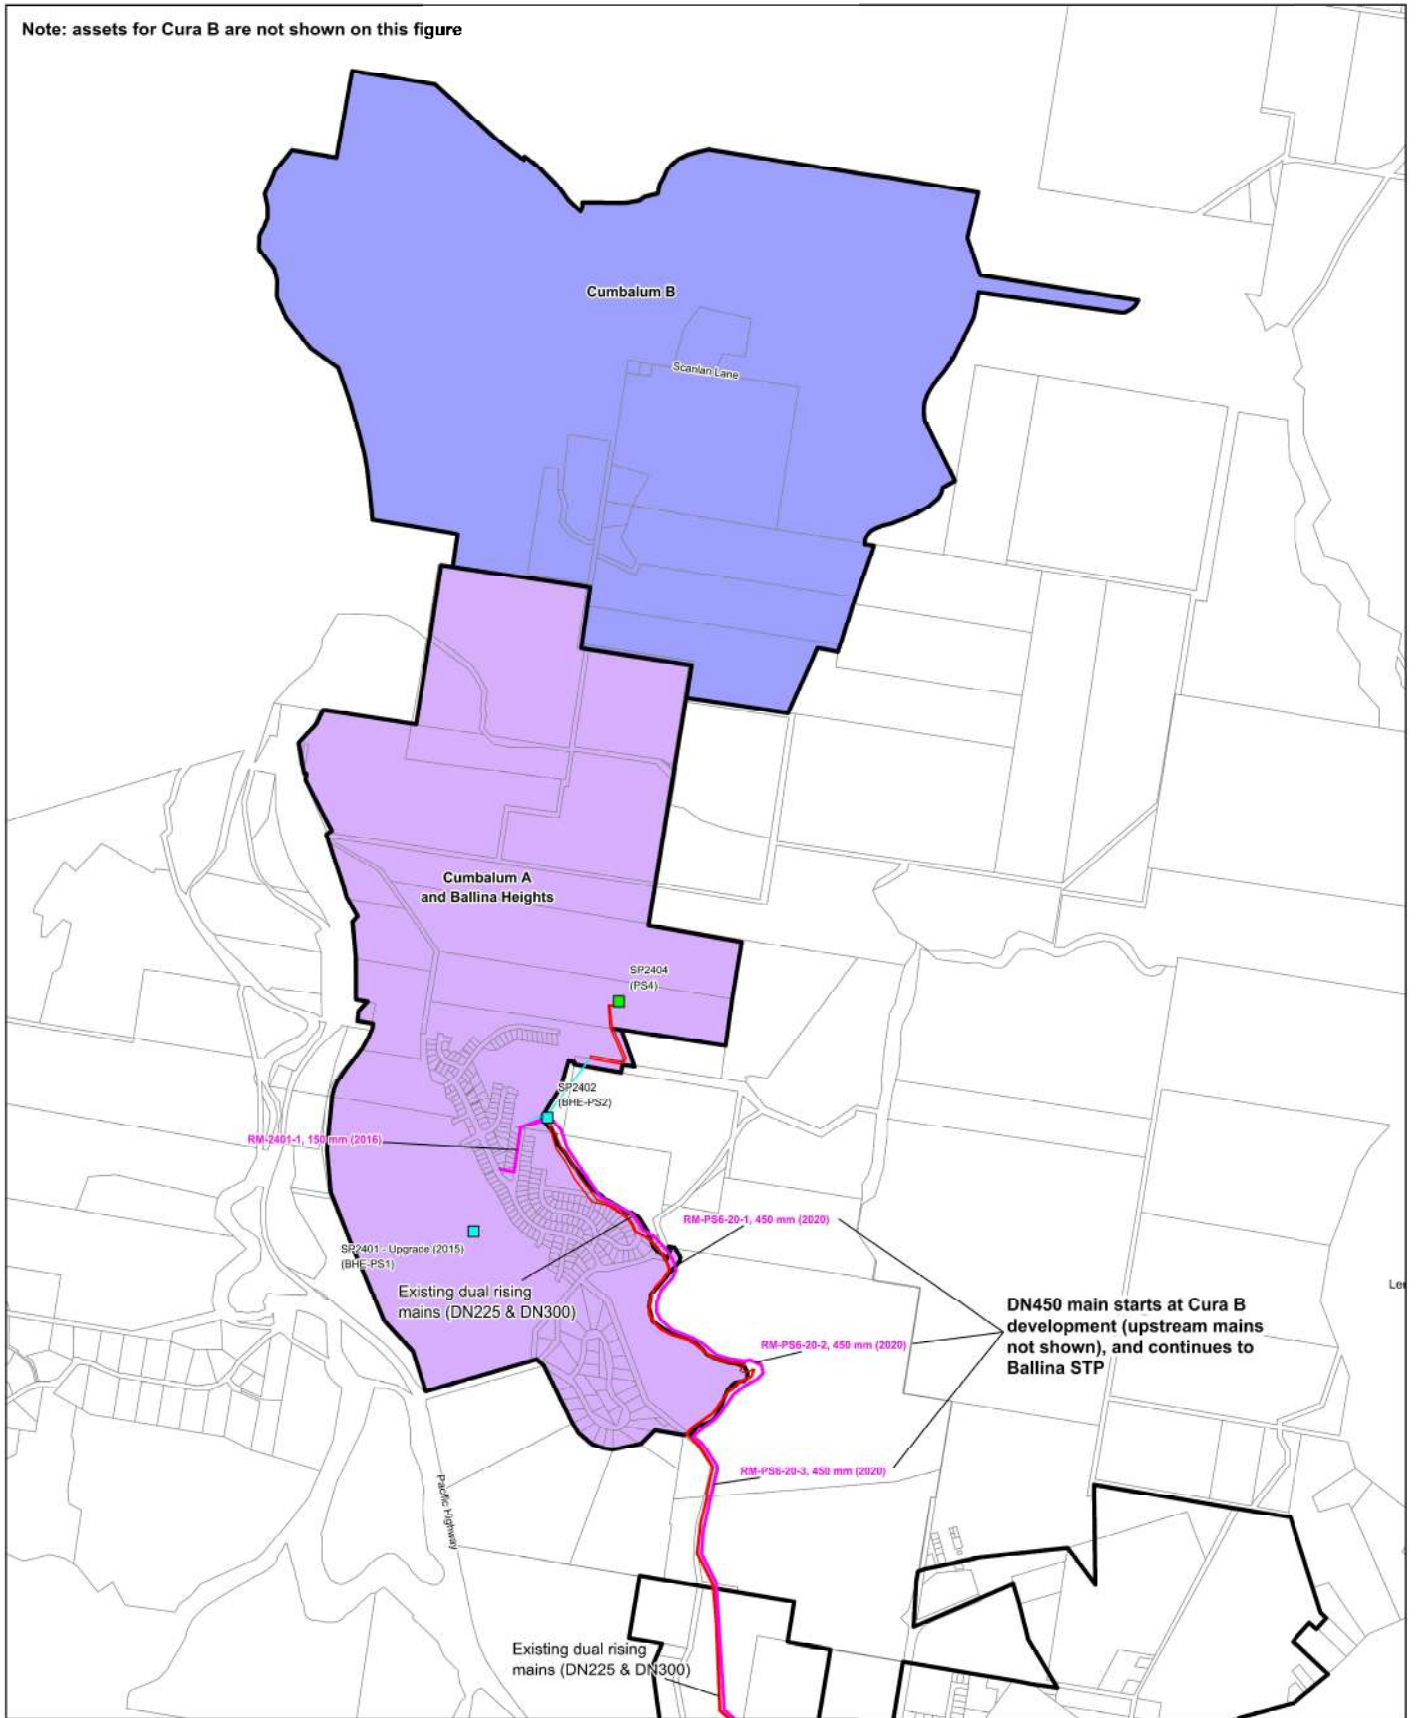 Note: assets for Cura B are not shown on this figure
Cumbalum B
Scanlan Lane
Cumbalum A
and Ballina Heights
SP2404
(PS4)
SP2402
(BHE-PS2)
RM-2401-1, 150 mm (2016)
RM-PS6-20-1, 450 mm (2020)
SP2401 - Upgrade (2015)
(BHE-PS1)
Existing dual rising
mains (DN225 & DN300)
DN450 main starts at Cura B
development (upstream mains
not shown), and continues to
Ballina STP
RM-PS6-20-2, 450 mm (2020)
RM-PS6-20-3, 450 mm (2020)
Pacific Highway
Existing dual rising
mains (DN225 & DN300)